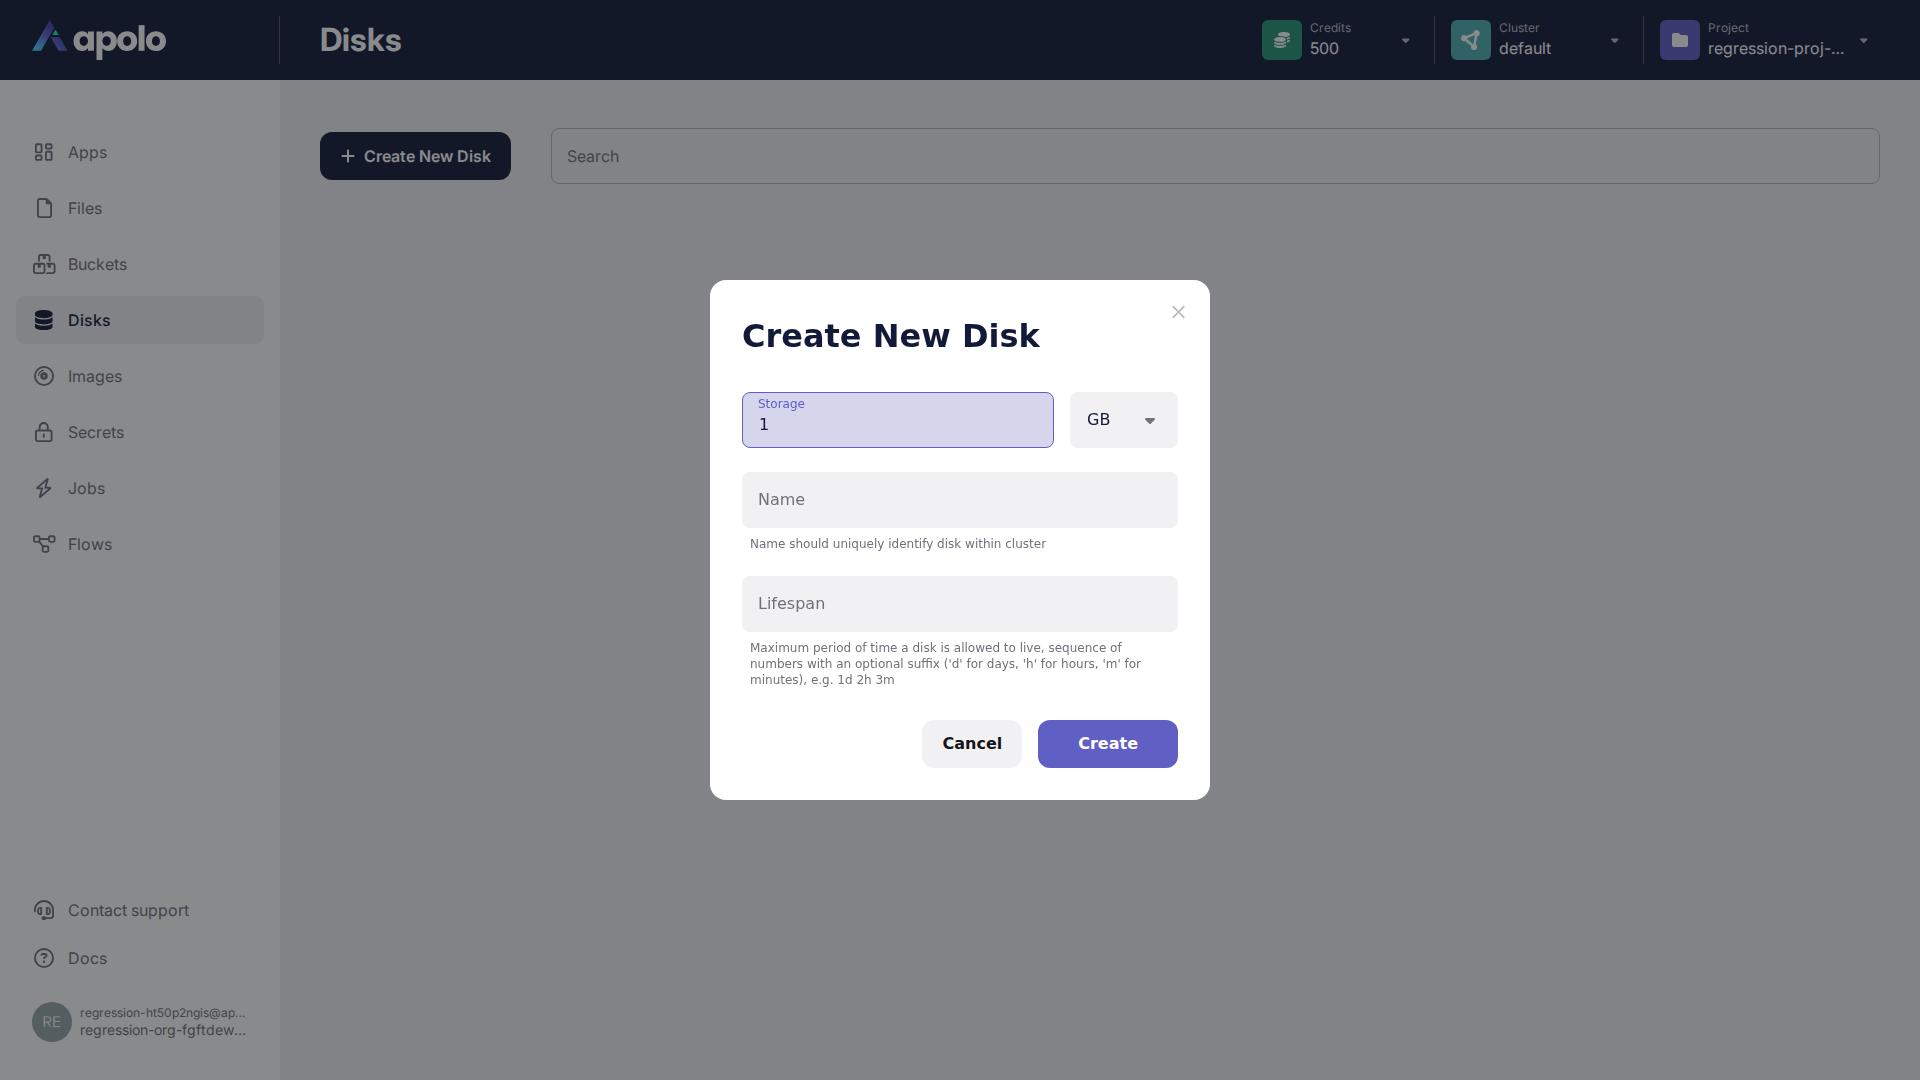 apolo
Disks
Credits
500
Cluster
default
Project
regression-proj-...
Apps
Files
Buckets
Disks
Images
Secrets
Jobs
Flows
Contact support
Docs
RE
regression-ht50p2ngis@ap...
regression-org-fgftdew...
Create New Disk
Search
Create New Disk
Storage
1
GB
Name
Name should uniquely identify disk within cluster
Lifespan
Maximum period of time a disk is allowed to live, sequence of
numbers with an optional suffix ('d' for days, 'h' for hours, 'm' for
minutes), e.g. 1d 2h 3m
Cancel
Create